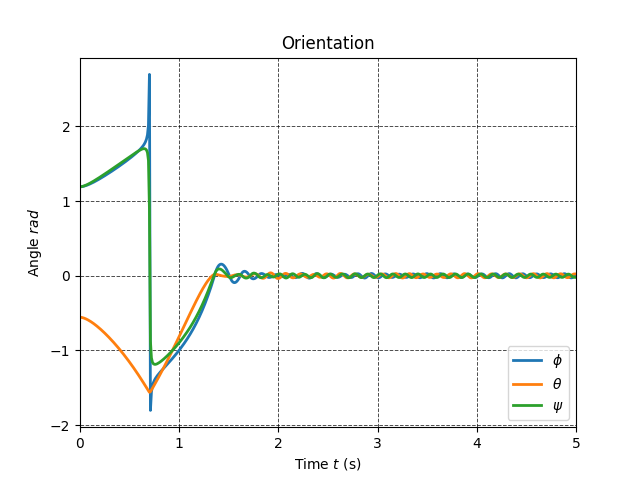 Orientation
Angle rad
2
1
0
−1
−2
0 1 2 3 4 5
Time t (s)
ϕ
θ
ψ